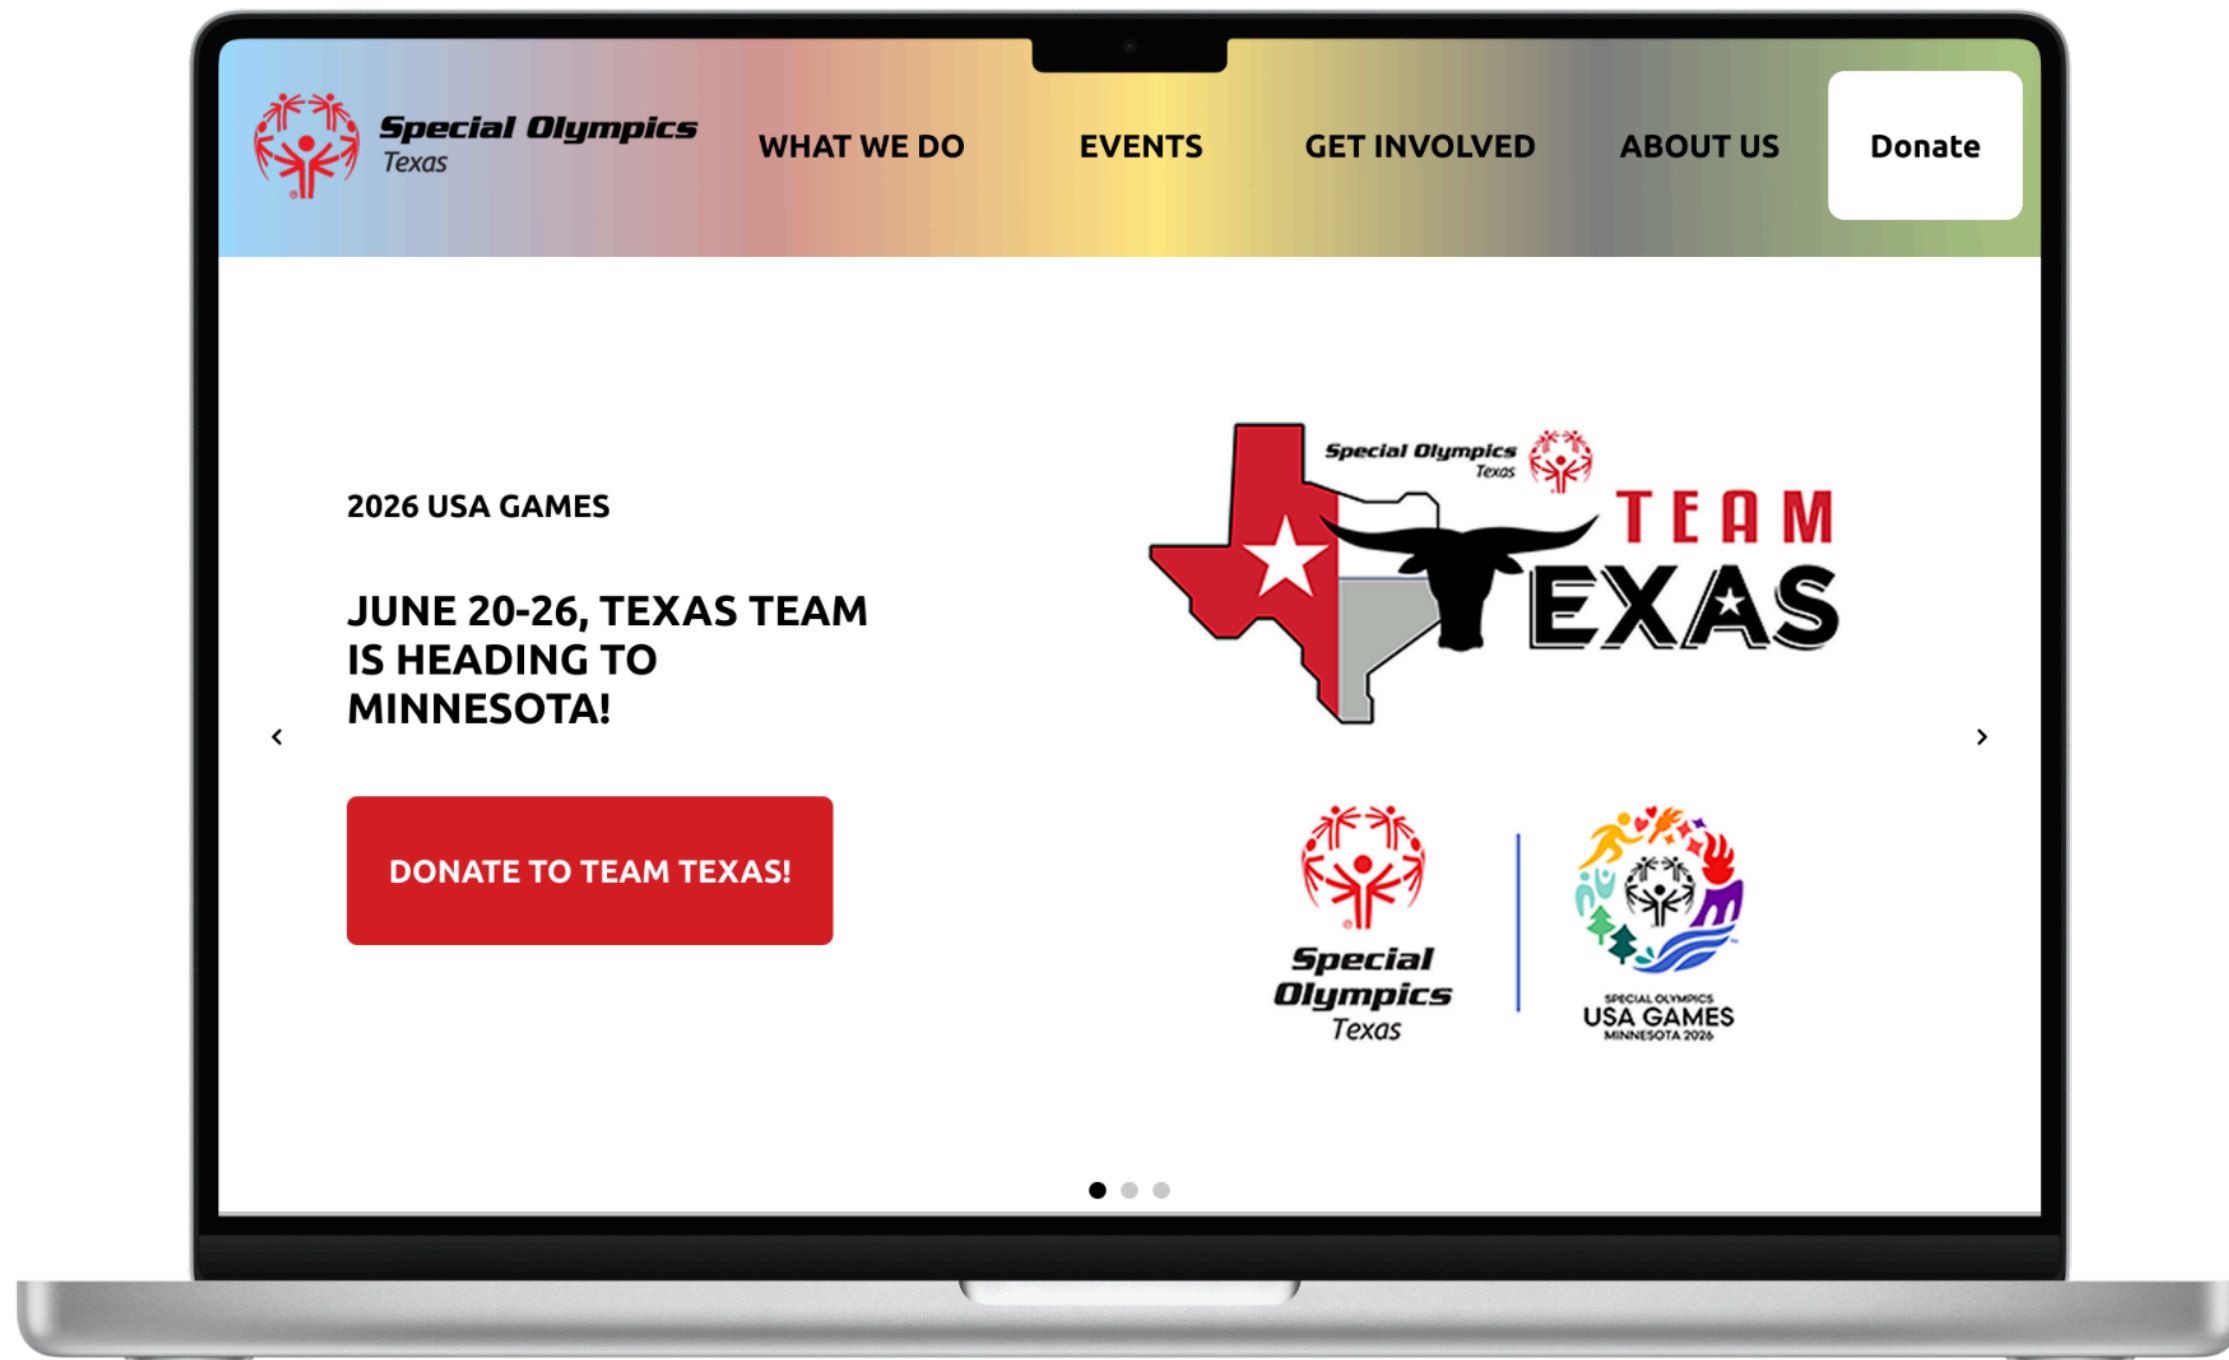 Special Olympics
Texas
WHAT WE DO
EVENTS
GET INVOLVED
ABOUT US
Donate
2026 USA GAMES
JUNE 20-26, TEXAS TEAM
IS HEADING TO
MINNESOTA!
DONATE TO TEAM TEXAS!
Special Olympics
Texas
TEAM
TEXAS
Special
Olympics
Texas
SPECIAL OLYMPICS
USA GAMES
MINNESOTA 2026